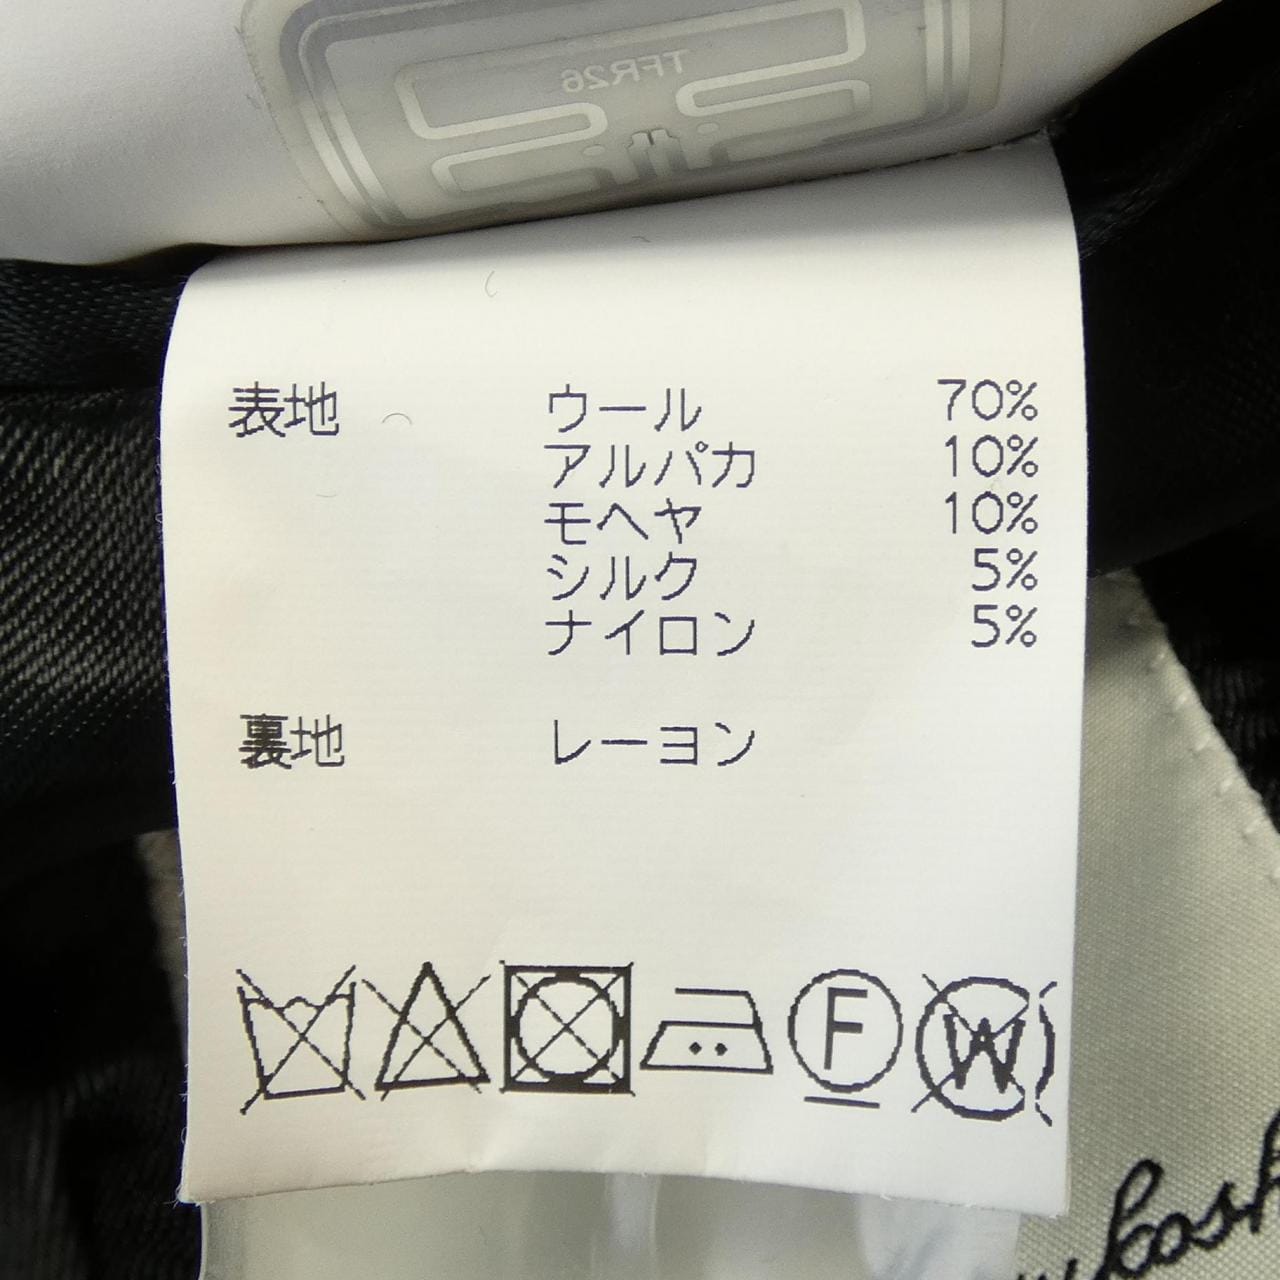 TFR26
表地 ウール 70%
アルパカ 10%
モヘヤ 10%
シルク 5%
ナイロン 5%
裏地 レーヨン
F W